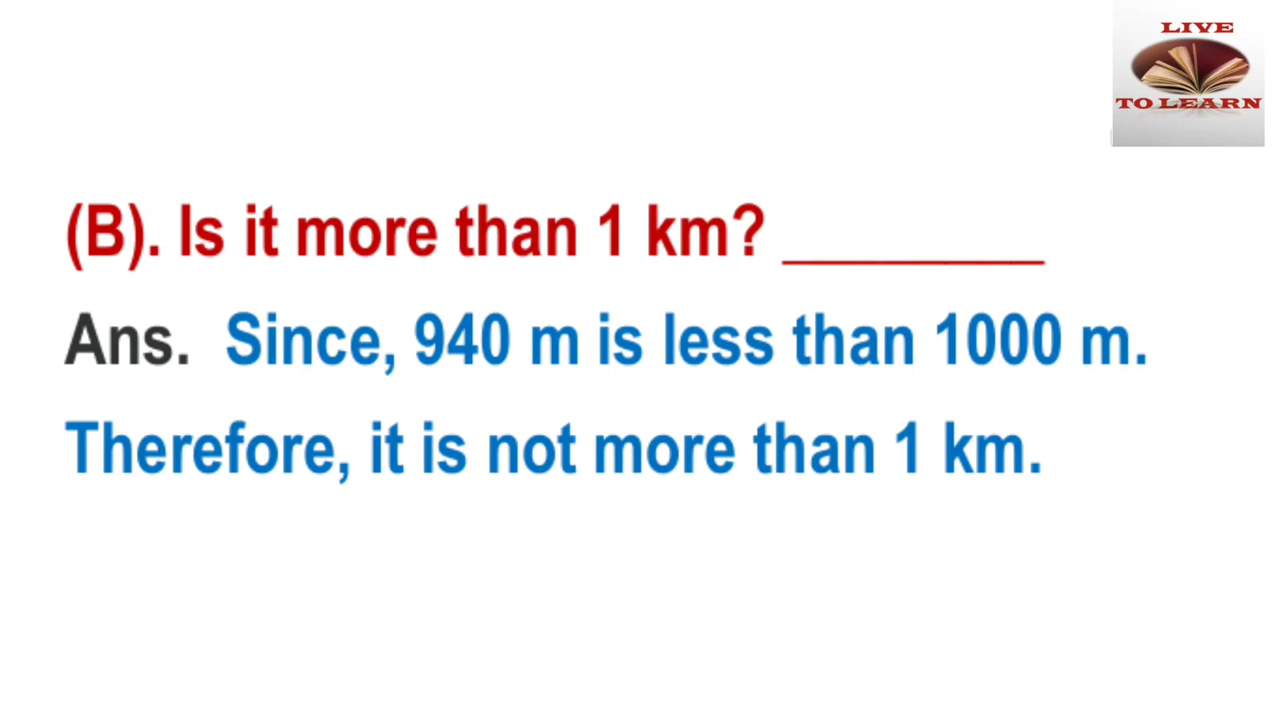 LIVE
TO LEARN
(B). Is it more than 1 km? ________
Ans. Since, 940 m is less than 1000 m.
Therefore, it is not more than 1 km.